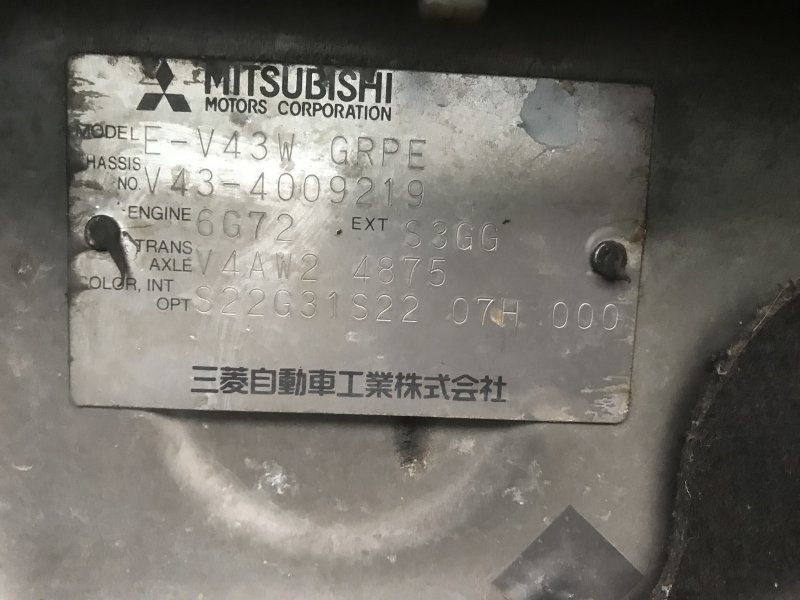 MITSUBISHI
MOTORS CORPORATION
MODEL E-V43W GRPE
CHASSIS
NO. V43-4009219
ENGINE 6G72 EXT S3GG
TRANS
AXLE V4AW2 4875
COLOR, INT
OPT S22G31S22 07H 000
三菱自動車工業株式会社